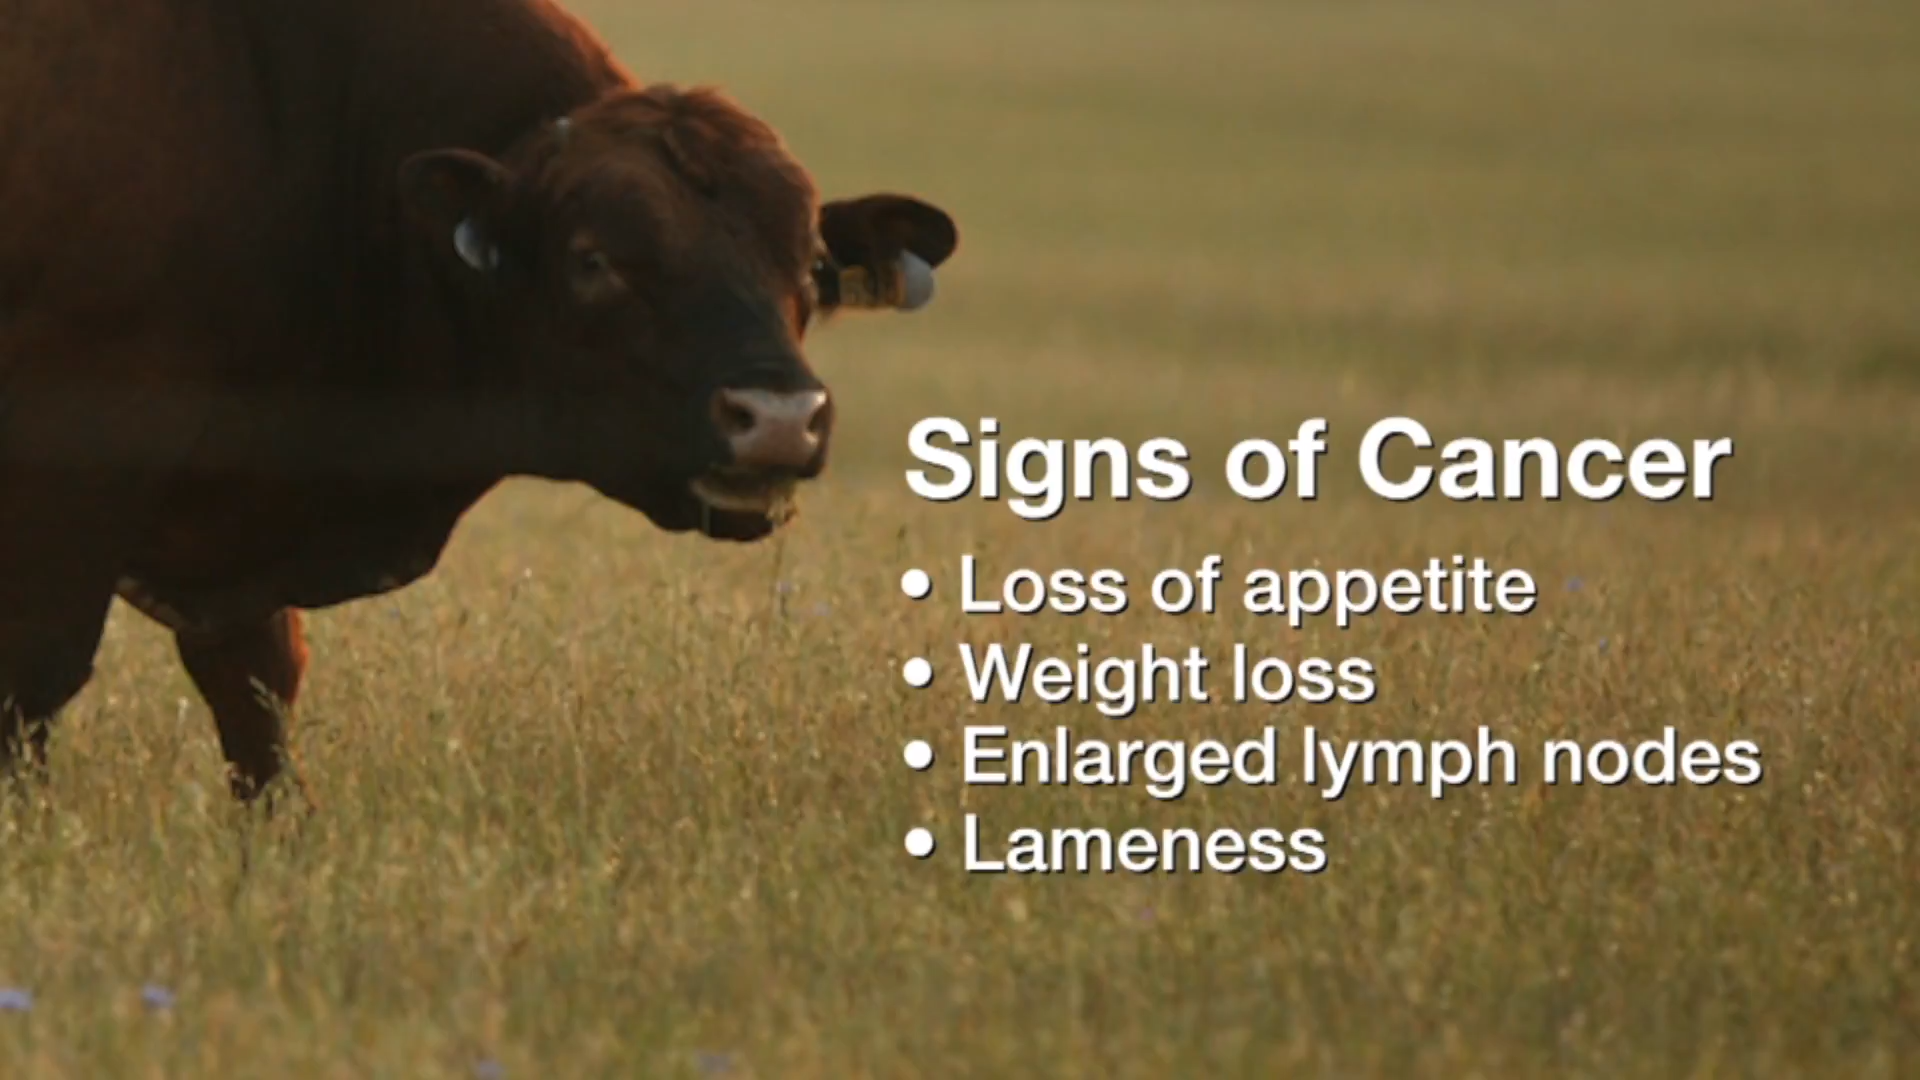 Signs of Cancer
• Loss of appetite
• Weight loss
• Enlarged lymph nodes
• Lameness